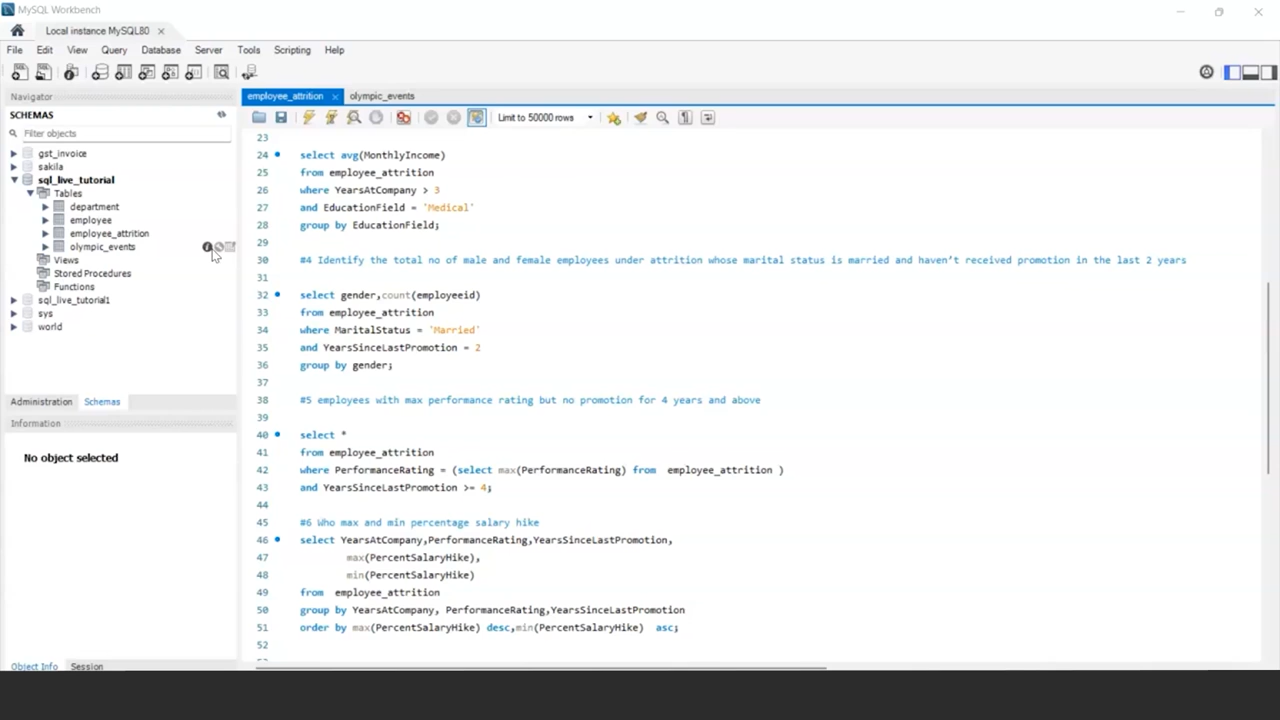 MySQL Workbench
Local instance MySQL80
File Edit View Query Database Server Tools Scripting Help
Navigator
SCHEMAS
Filter objects
gst_invoice
sakila
sql_live_tutorial
Tables
department
employee
employee_attrition
olympic_events
Views
Stored Procedures
Functions
sql_live_tutorial1
sys
world
Administration Schemas
Information
No object selected
Object Info Session
employee_attrition olympic_events
Limit to 50000 rows
23
24 select avg(MonthlyIncome)
25 from employee_attrition
26 where YearsAtCompany > 3
27 and EducationField = 'Medical'
28 group by EducationField;
29
30 #4 Identify the total no of male and female employees under attrition whose marital status is married and haven't received promotion in the last 2 years
31
32 select gender,count(employeeid)
33 from employee_attrition
34 where MaritalStatus = 'Married'
35 and YearsSinceLastPromotion = 2
36 group by gender;
37
38 #5 employees with max performance rating but no promotion for 4 years and above
39
40 select *
41 from employee_attrition
42 where PerformanceRating = (select max(PerformanceRating) from employee_attrition )
43 and YearsSinceLastPromotion >= 4;
44
45 #6 Who max and min percentage salary hike
46 select YearsAtCompany,PerformanceRating,YearsSinceLastPromotion,
47 max(PercentSalaryHike),
48 min(PercentSalaryHike)
49 from employee_attrition
50 group by YearsAtCompany, PerformanceRating,YearsSinceLastPromotion
51 order by max(PercentSalaryHike) desc,min(PercentSalaryHike) asc;
52